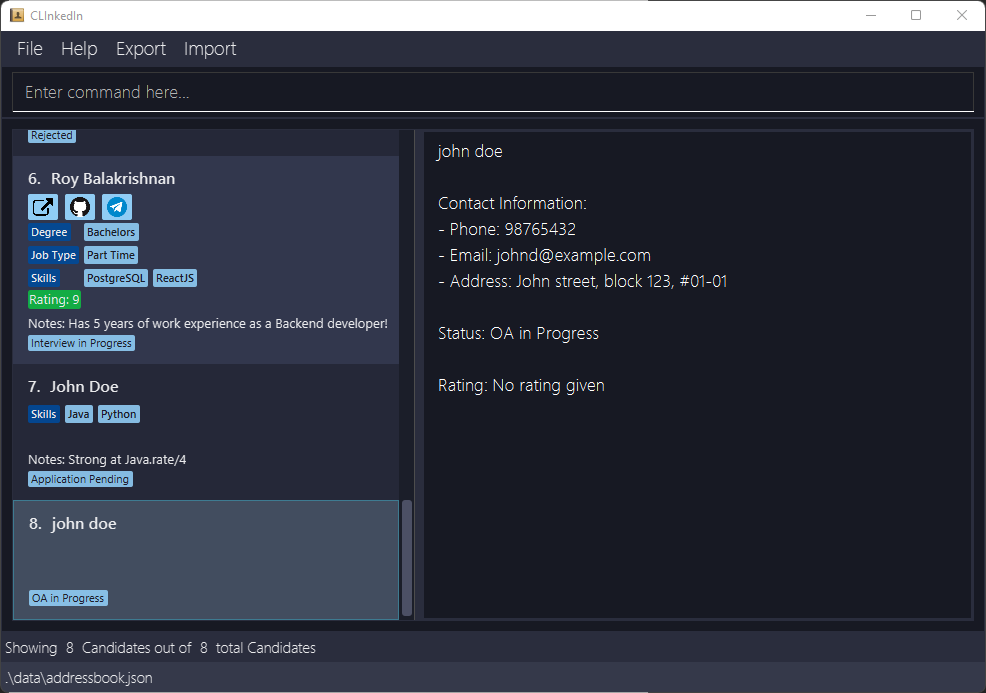 CLInkedIn
File Help Export Import
Enter command here...
Rejected
6. Roy Balakrishnan
Degree Bachelors
Job Type Part Time
Skills PostgreSQL ReactJS
Rating: 9
Notes: Has 5 years of work experience as a Backend developer!
Interview in Progress
7. John Doe
Skills Java Python
Notes: Strong at Java.rate/4
Application Pending
8. john doe
OA in Progress
john doe
Contact Information:
- Phone: 98765432
- Email: johnd@example.com
- Address: John street, block 123, #01-01
Status: OA in Progress
Rating: No rating given
Showing 8 Candidates out of 8 total Candidates
.\data\addressbook.json